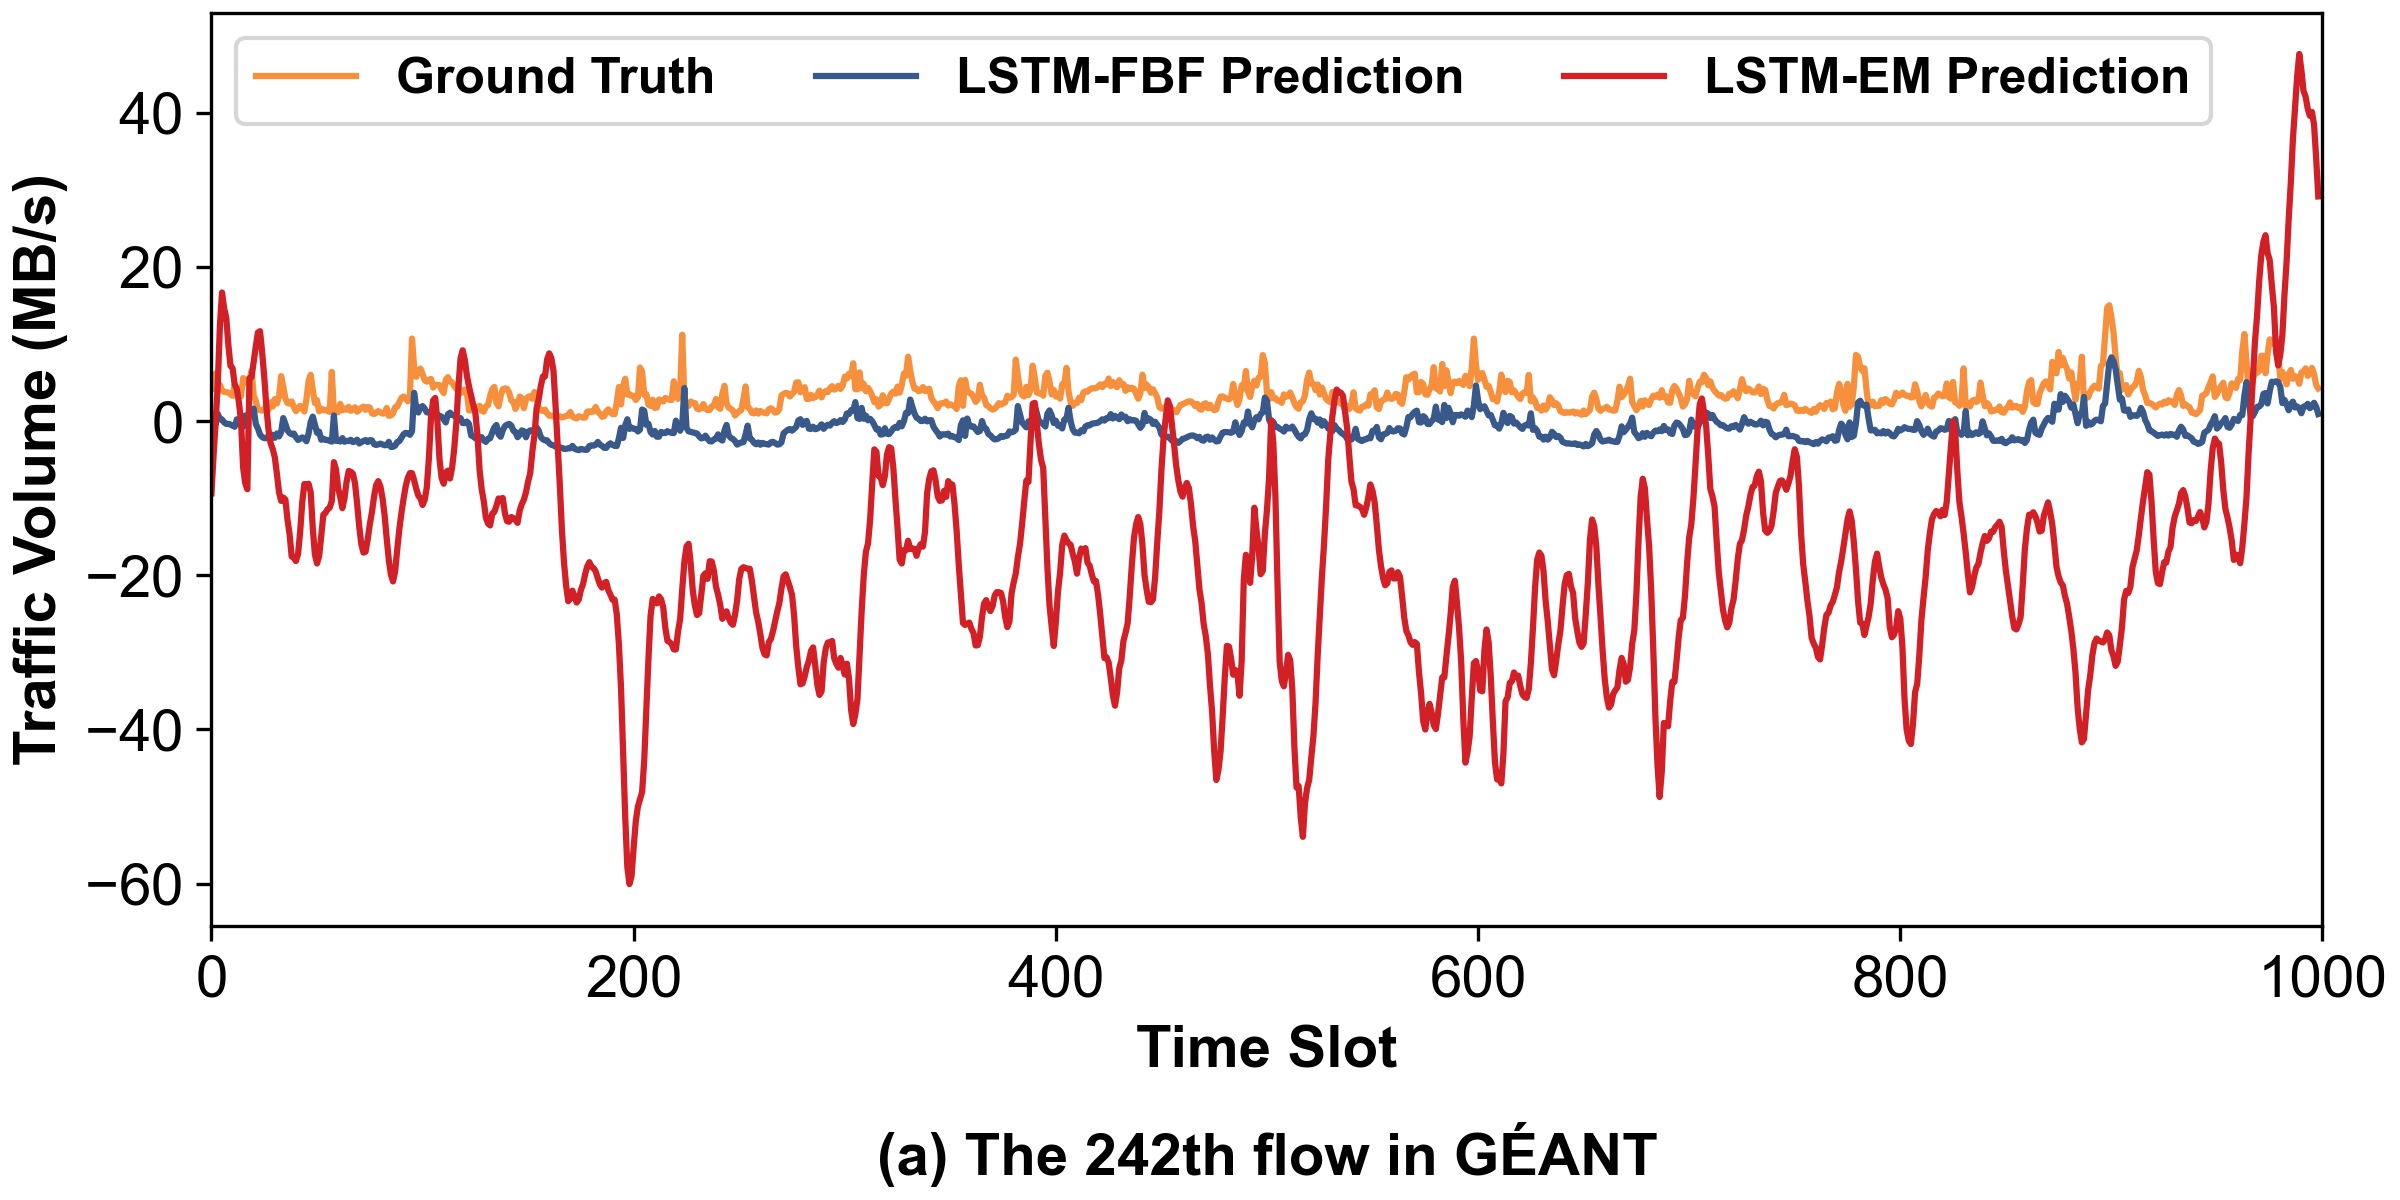 Ground Truth LSTM-FBF Prediction LSTM-EM Prediction
Traffic Volume (MB/s)
40
20
0
−20
−40
−60
0 200 400 600 800 1000
Time Slot
(a) The 242th flow in GÉANT